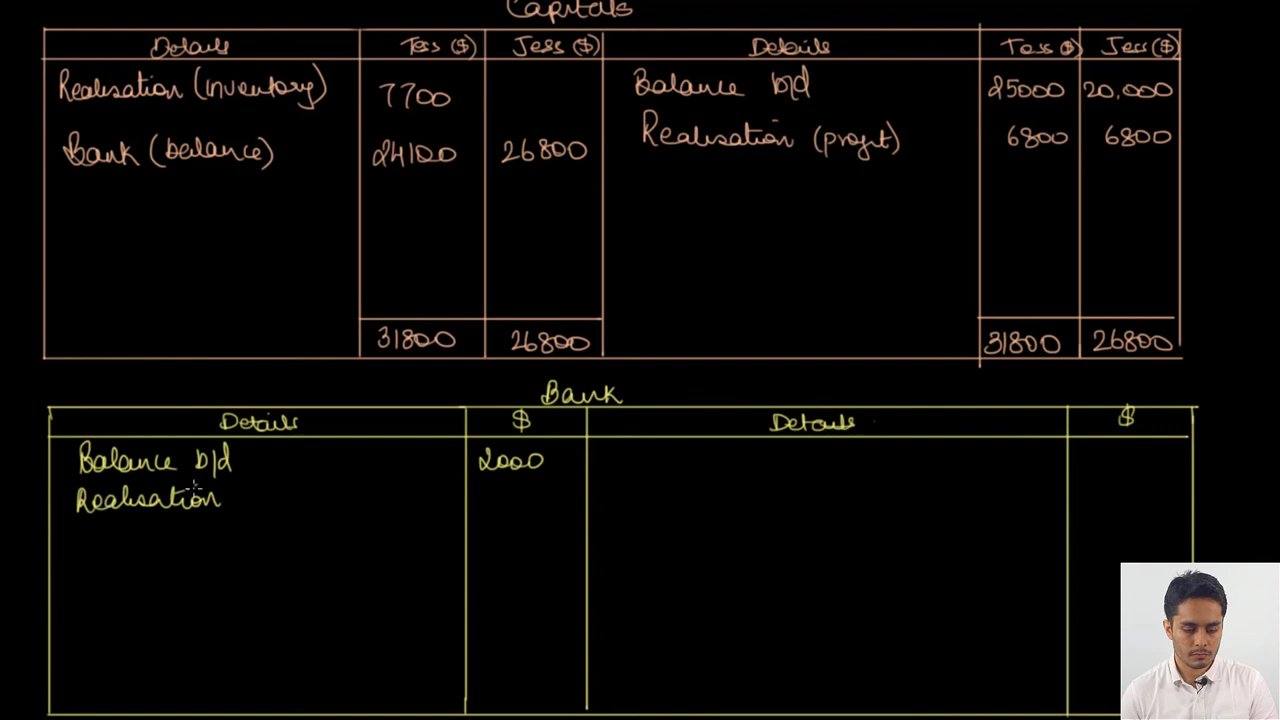 Capitals
Details Tess ($) Jess ($) Details Tess ($) Jess ($)
Realisation (inventory) 7700 Balance b/d 25000 20,000
Bank (balance) 24100 26800 Realisation (profit) 6800 6800
31800 26800 31800 26800
Bank
Details $ Details $
Balance b/d 2000
Realisation